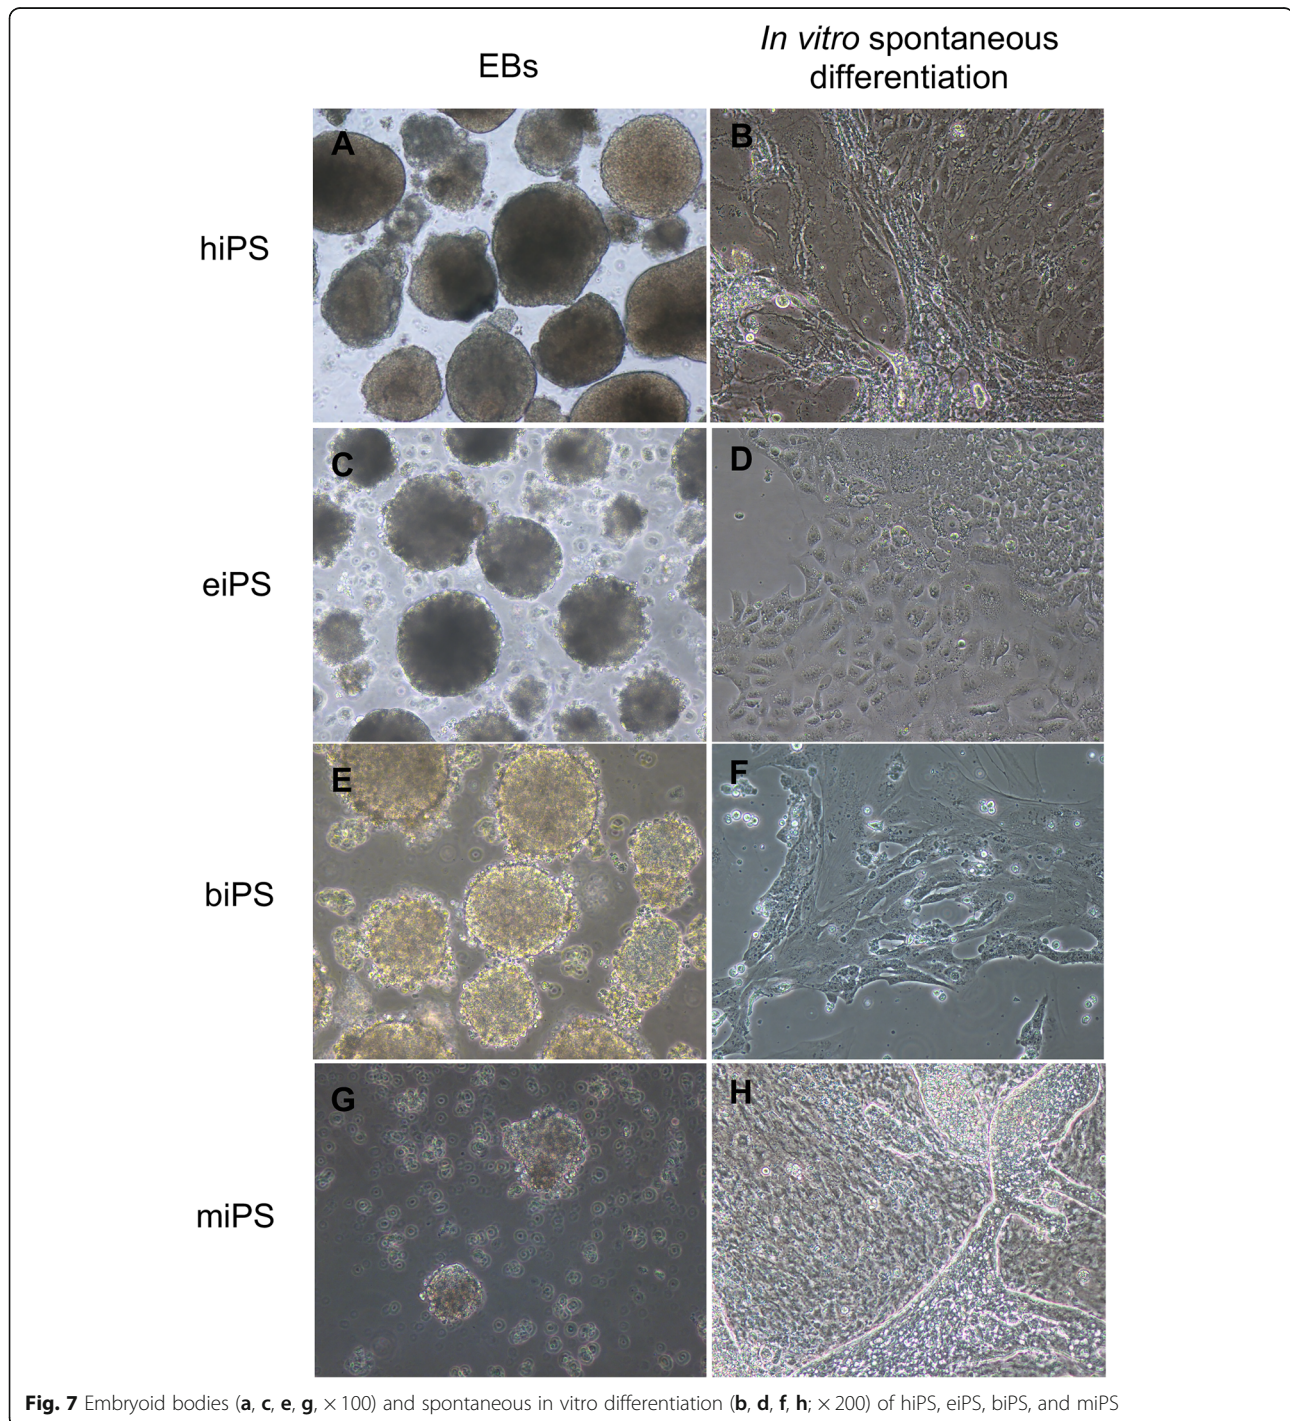 EBs
In vitro spontaneous
differentiation
hiPS
A
B
eiPS
C
D
biPS
E
F
miPS
G
H
Fig. 7 Embryoid bodies (a, c, e, g, × 100) and spontaneous in vitro differentiation (b, d, f, h; × 200) of hiPS, eiPS, biPS, and miPS